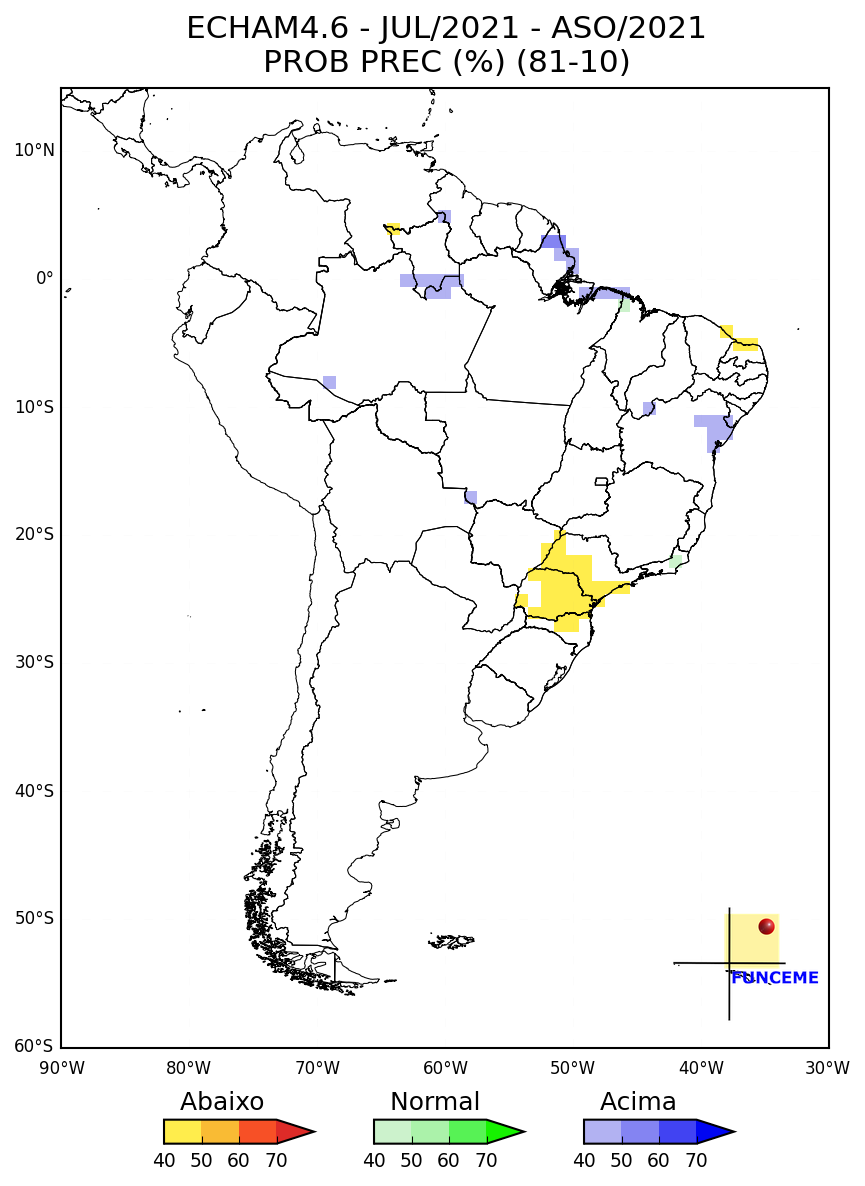 ECHAM4.6 - JUL/2021 - ASO/2021
PROB PREC (%) (81-10)
10°N
0°
10°S
20°S
30°S
40°S
50°S
60°S
FUNCEME
90°W 80°W 70°W 60°W 50°W 40°W 30°W
Abaixo Normal Acima
40 50 60 70 40 50 60 70 40 50 60 70